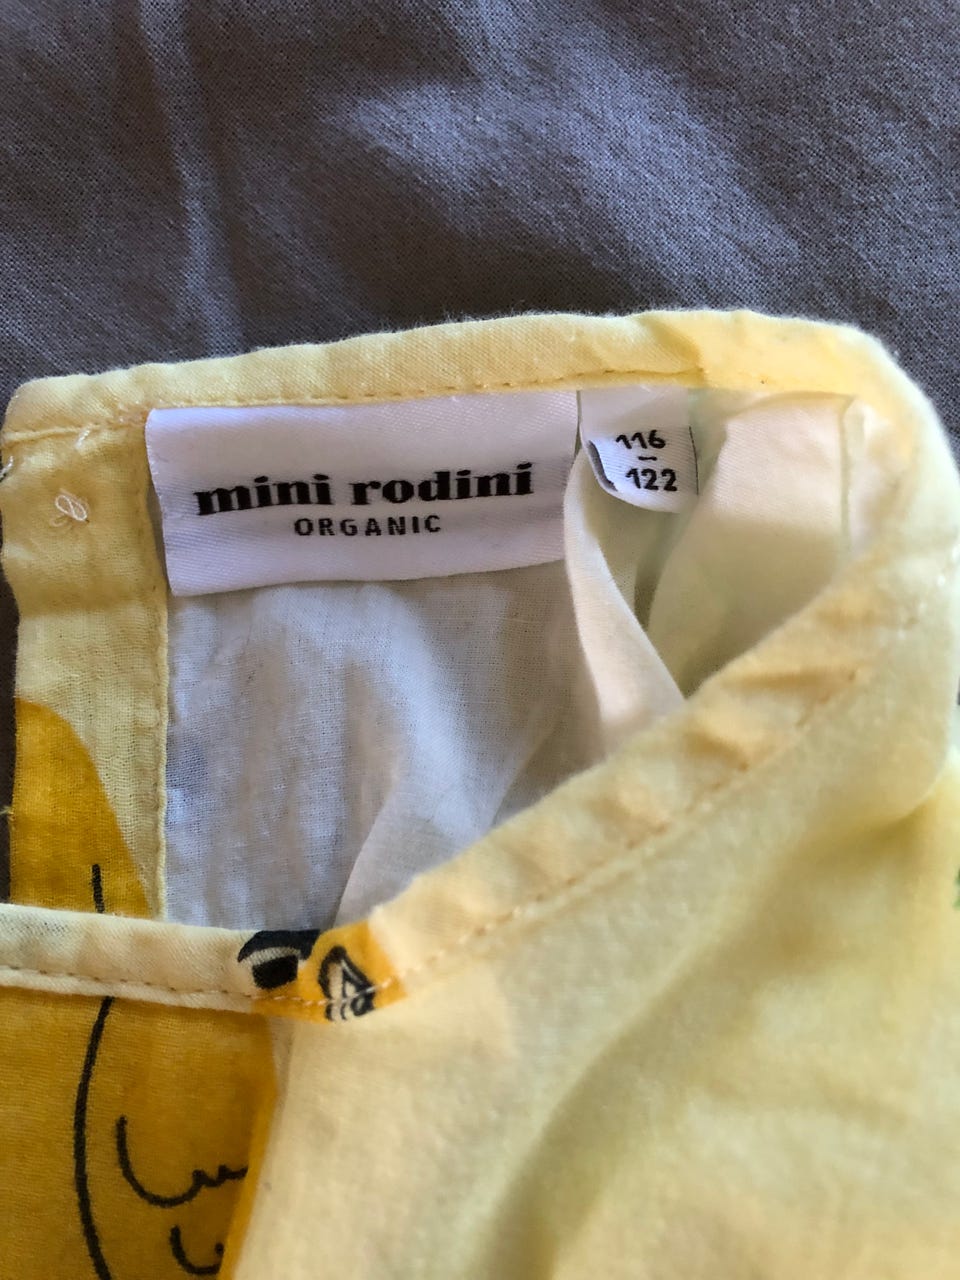 mini rodini
ORGANIC
116
–
122